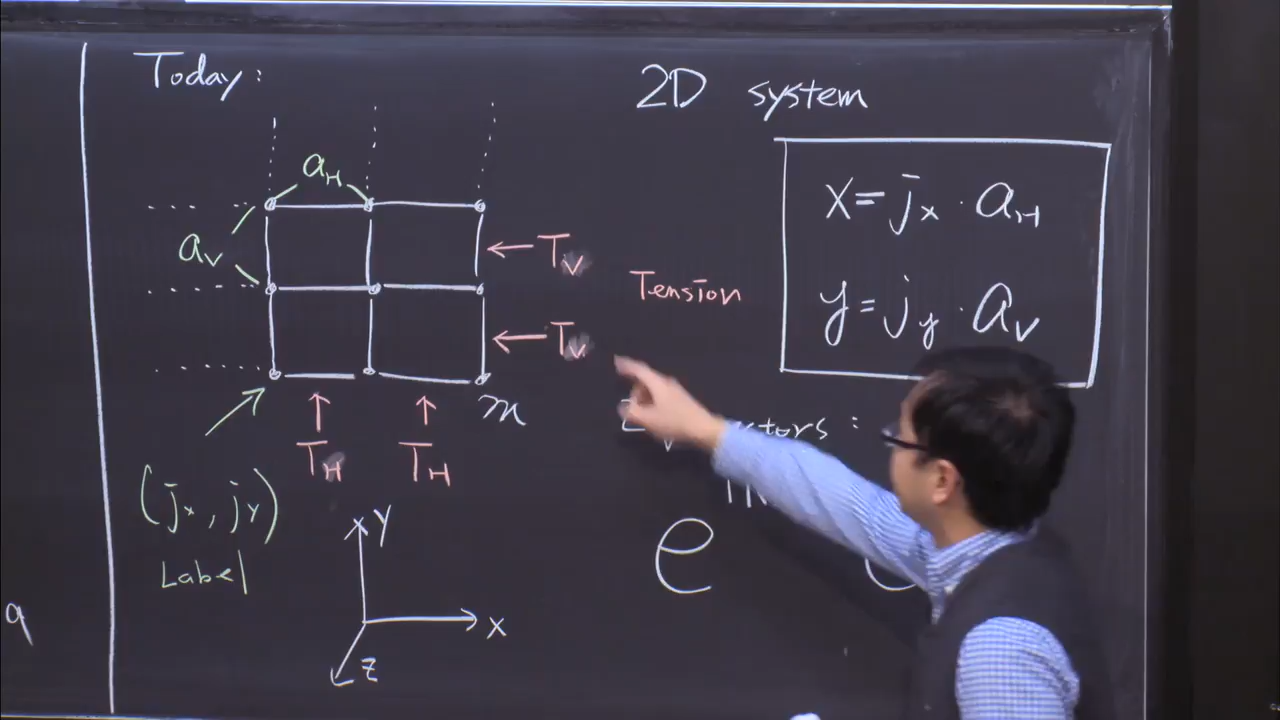 Today:
2D system
a_H
x = j_x · a_H
a_V
T_V
Tension
y = j_y · a_V
T_V
m
T_H T_H
(j_x, j_y)
Label
y
x
z
e
q